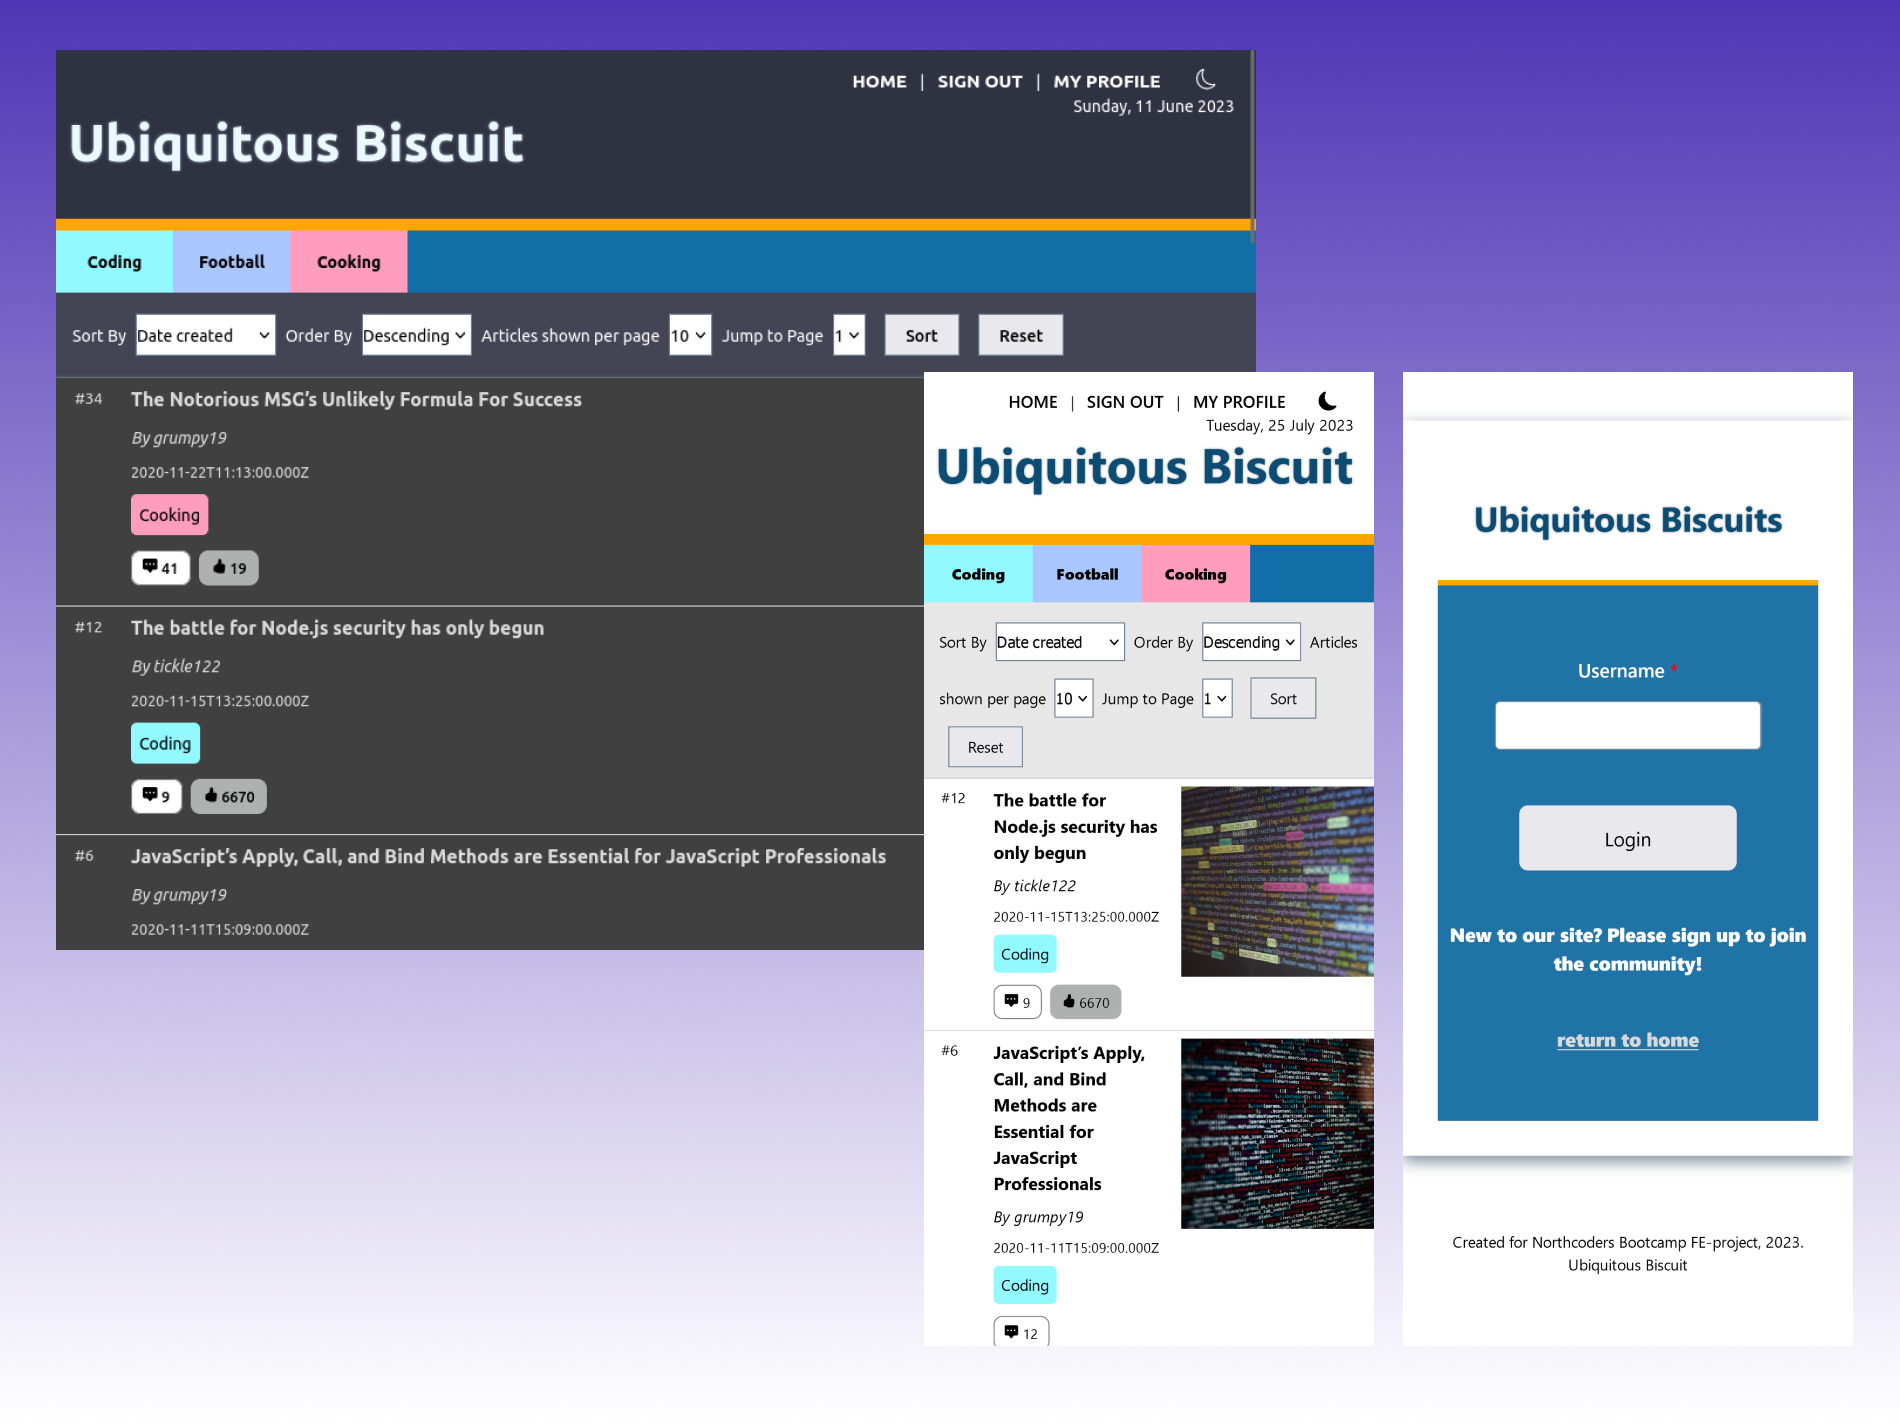 HOME | SIGN OUT | MY PROFILE
Sunday, 11 June 2023
Ubiquitous Biscuit
Coding Football Cooking
Sort By Date created Order By Descending Articles shown per page 10 Jump to Page 1 Sort Reset
#34 The Notorious MSG's Unlikely Formula For Success
By grumpy19
2020-11-22T11:13:00.000Z
Cooking
41 19
#12 The battle for Node.js security has only begun
By tickle122
2020-11-15T13:25:00.000Z
Coding
9 6670
#6 JavaScript's Apply, Call, and Bind Methods are Essential for JavaScript Professionals
By grumpy19
2020-11-11T15:09:00.000Z
HOME | SIGN OUT | MY PROFILE
Tuesday, 25 July 2023
Ubiquitous Biscuit
Coding Football Cooking
Sort By Date created Order By Descending Articles
shown per page 10 Jump to Page 1 Sort
Reset
#12 The battle for
Node.js security has
only begun
By tickle122
2020-11-15T13:25:00.000Z
Coding
9 6670
#6 JavaScript's Apply,
Call, and Bind
Methods are
Essential for
JavaScript
Professionals
By grumpy19
2020-11-11T15:09:00.000Z
Coding
12
Ubiquitous Biscuits
Username *
Login
New to our site? Please sign up to join
the community!
return to home
Created for Northcoders Bootcamp FE-project, 2023.
Ubiquitous Biscuit